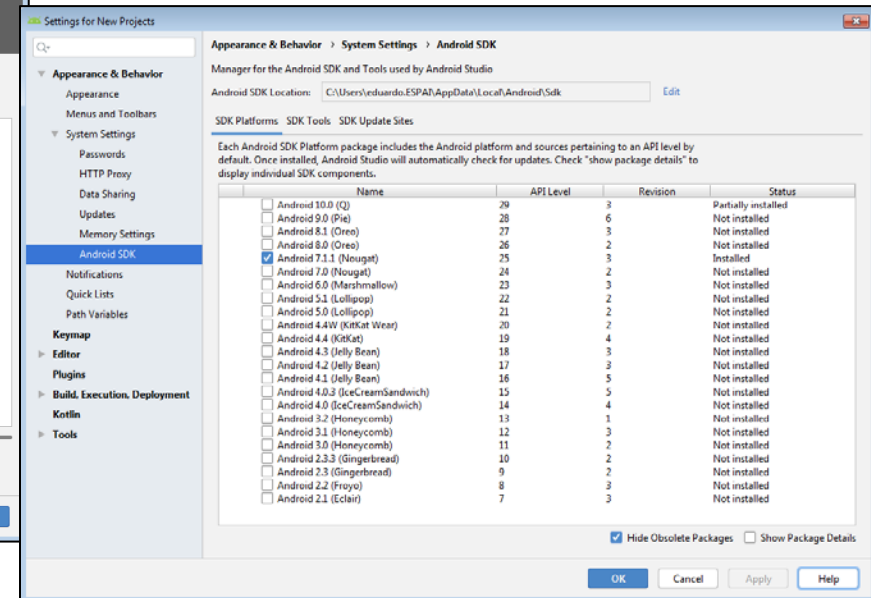 Settings for New Projects
Appearance & Behavior
Appearance
Menus and Toolbars
System Settings
Passwords
HTTP Proxy
Data Sharing
Updates
Memory Settings
Android SDK
Notifications
Quick Lists
Path Variables
Keymap
Editor
Plugins
Build, Execution, Deployment
Kotlin
Tools
Appearance & Behavior > System Settings > Android SDK
Manager for the Android SDK and Tools used by Android Studio
Android SDK Location: C:\Users\eduardo.ESPAI\AppData\Local\Android\Sdk Edit
SDK Platforms SDK Tools SDK Update Sites
Each Android SDK Platform package includes the Android platform and sources pertaining to an API level by
default. Once installed, Android Studio will automatically check for updates. Check "show package details" to
display individual SDK components.
Name API Level Revision Status
Android 10.0 (Q) 29 3 Partially installed
Android 9.0 (Pie) 28 6 Not installed
Android 8.1 (Oreo) 27 3 Not installed
Android 8.0 (Oreo) 26 2 Not installed
Android 7.1.1 (Nougat) 25 3 Installed
Android 7.0 (Nougat) 24 2 Not installed
Android 6.0 (Marshmallow) 23 3 Not installed
Android 5.1 (Lollipop) 22 2 Not installed
Android 5.0 (Lollipop) 21 2 Not installed
Android 4.4W (KitKat Wear) 20 2 Not installed
Android 4.4 (KitKat) 19 4 Not installed
Android 4.3 (Jelly Bean) 18 3 Not installed
Android 4.2 (Jelly Bean) 17 3 Not installed
Android 4.1 (Jelly Bean) 16 5 Not installed
Android 4.0.3 (IceCreamSandwich) 15 5 Not installed
Android 4.0 (IceCreamSandwich) 14 4 Not installed
Android 3.2 (Honeycomb) 13 1 Not installed
Android 3.1 (Honeycomb) 12 3 Not installed
Android 3.0 (Honeycomb) 11 2 Not installed
Android 2.3.3 (Gingerbread) 10 2 Not installed
Android 2.3 (Gingerbread) 9 2 Not installed
Android 2.2 (Froyo) 8 3 Not installed
Android 2.1 (Eclair) 7 3 Not installed
Hide Obsolete Packages Show Package Details
OK Cancel Apply Help